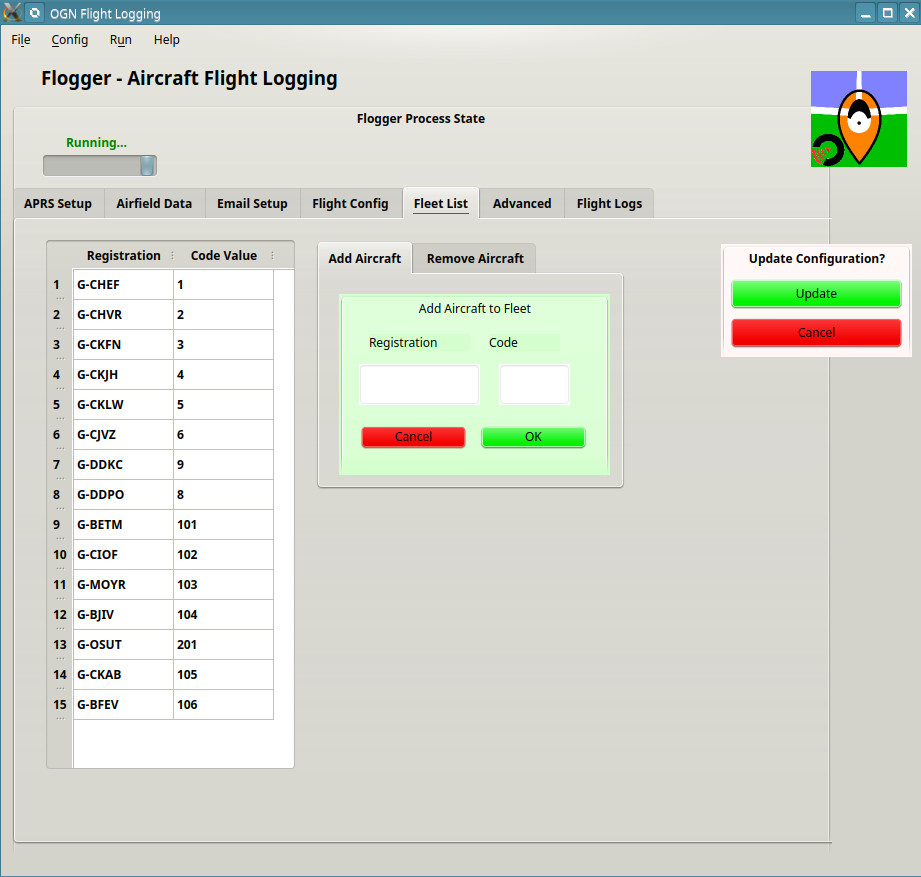 OGN Flight Logging
File Config Run Help
Flogger - Aircraft Flight Logging
Flogger Process State
Running...
APRS Setup Airfield Data Email Setup Flight Config Fleet List Advanced Flight Logs
Registration Code Value
1 G-CHEF 1
2 G-CHVR 2
3 G-CKFN 3
4 G-CKJH 4
5 G-CKLW 5
6 G-CJVZ 6
7 G-DDKC 9
8 G-DDPO 8
9 G-BETM 101
10 G-CIOF 102
11 G-MOYR 103
12 G-BJIV 104
13 G-OSUT 201
14 G-CKAB 105
15 G-BFEV 106
Add Aircraft Remove Aircraft
Add Aircraft to Fleet
Registration Code
Cancel OK
Update Configuration?
Update
Cancel